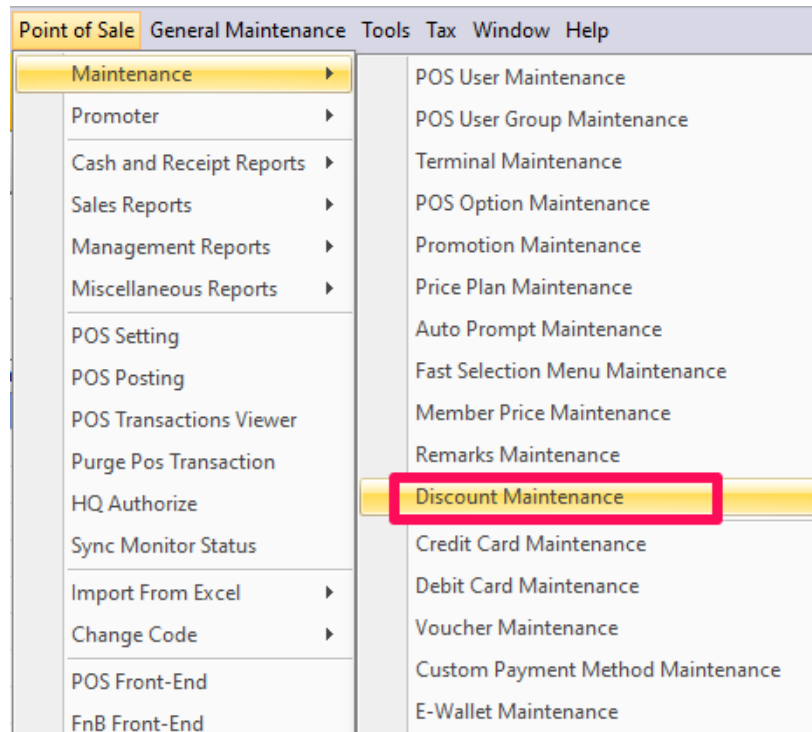 Point of Sale General Maintenance Tools Tax Window Help
Maintenance
Promoter
Cash and Receipt Reports
Sales Reports
Management Reports
Miscellaneous Reports
POS Setting
POS Posting
POS Transactions Viewer
Purge Pos Transaction
HQ Authorize
Sync Monitor Status
Import From Excel
Change Code
POS Front-End
FnB Front-End
POS User Maintenance
POS User Group Maintenance
Terminal Maintenance
POS Option Maintenance
Promotion Maintenance
Price Plan Maintenance
Auto Prompt Maintenance
Fast Selection Menu Maintenance
Member Price Maintenance
Remarks Maintenance
Discount Maintenance
Credit Card Maintenance
Debit Card Maintenance
Voucher Maintenance
Custom Payment Method Maintenance
E-Wallet Maintenance